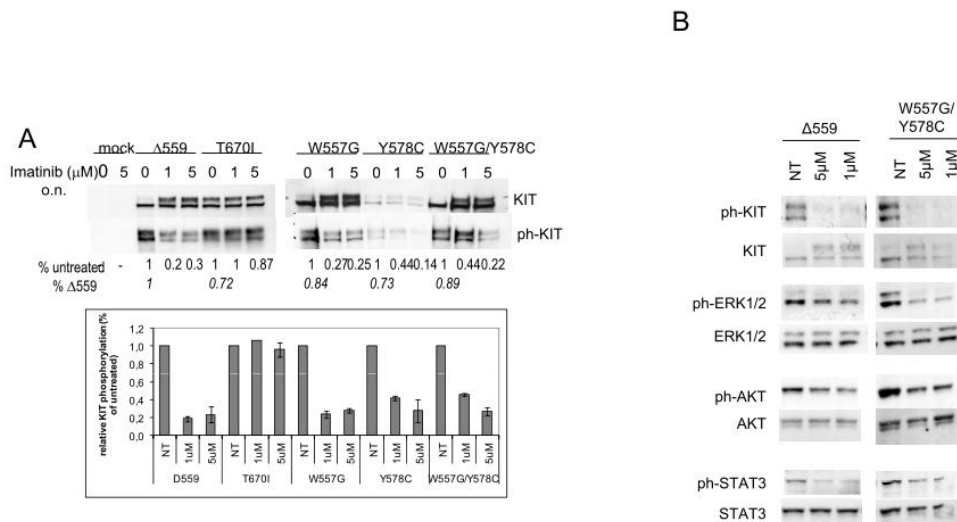 A
mock Δ559 T670I W557G Y578C W557G/Y578C
Imatinib (μM) 0 5 0 1 5 0 1 5 0 1 5 0 1 5 0 1 5
o.n.
KIT
ph-KIT
% untreated - 1 0.2 0.3 1 1 0.87 1 0.27 0.25 1 0.44 0.14 1 0.44 0.22
% Δ559 1 0.72 0.84 0.73 0.89
relative KIT phosphorylation (%
of untreated)
1,2
1,0
0,8
0,6
0,4
0,2
0,0
NT 1uM 5uM NT 1uM 5uM NT 1uM 5uM NT 1uM 5uM NT 1uM 5uM
D559 T670I W557G Y578C W557G/Y578C
B
Δ559
W557G/
Y578C
NT 5μM 1μM NT 5μM 1μM
ph-KIT
KIT
ph-ERK1/2
ERK1/2
ph-AKT
AKT
ph-STAT3
STAT3